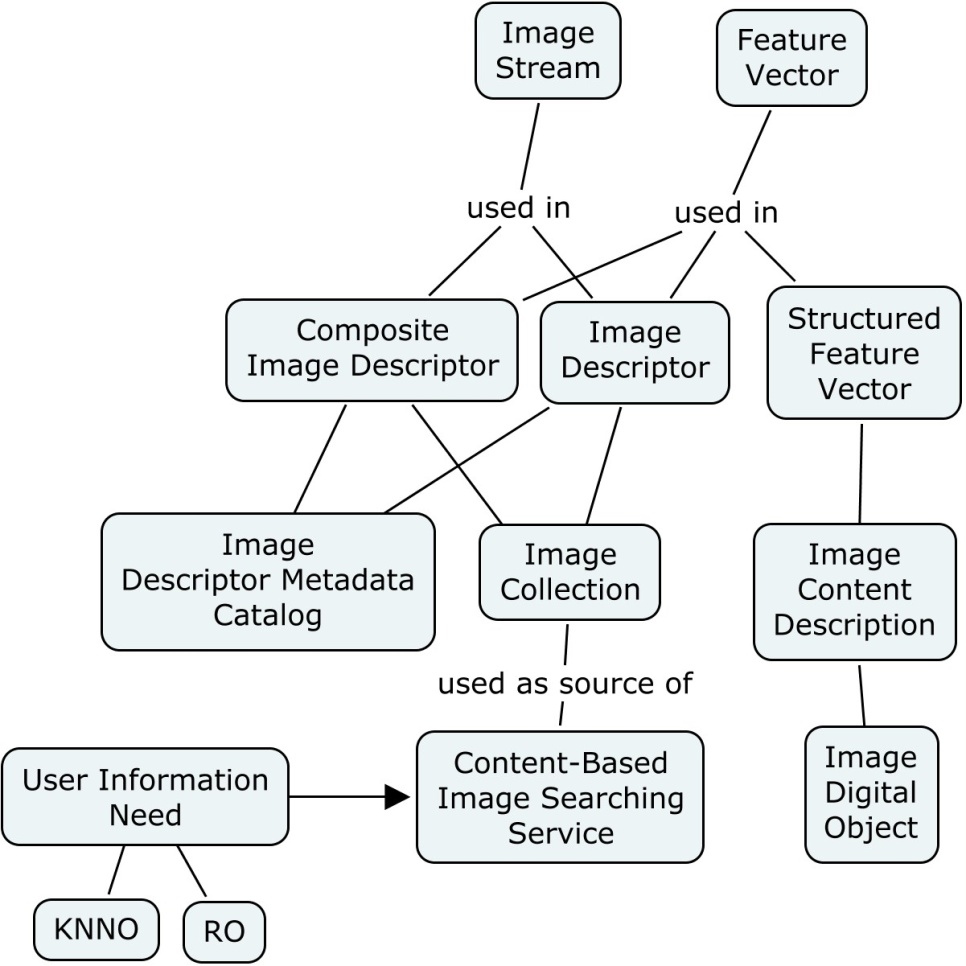 Image
Stream
Feature
Vector
used in
used in
Composite
Image Descriptor
Image
Descriptor
Structured
Feature
Vector
Image
Descriptor Metadata
Catalog
Image
Collection
Image
Content
Description
used as source of
User Information
Need
Content-Based
Image Searching
Service
Image
Digital
Object
KNNO
RO